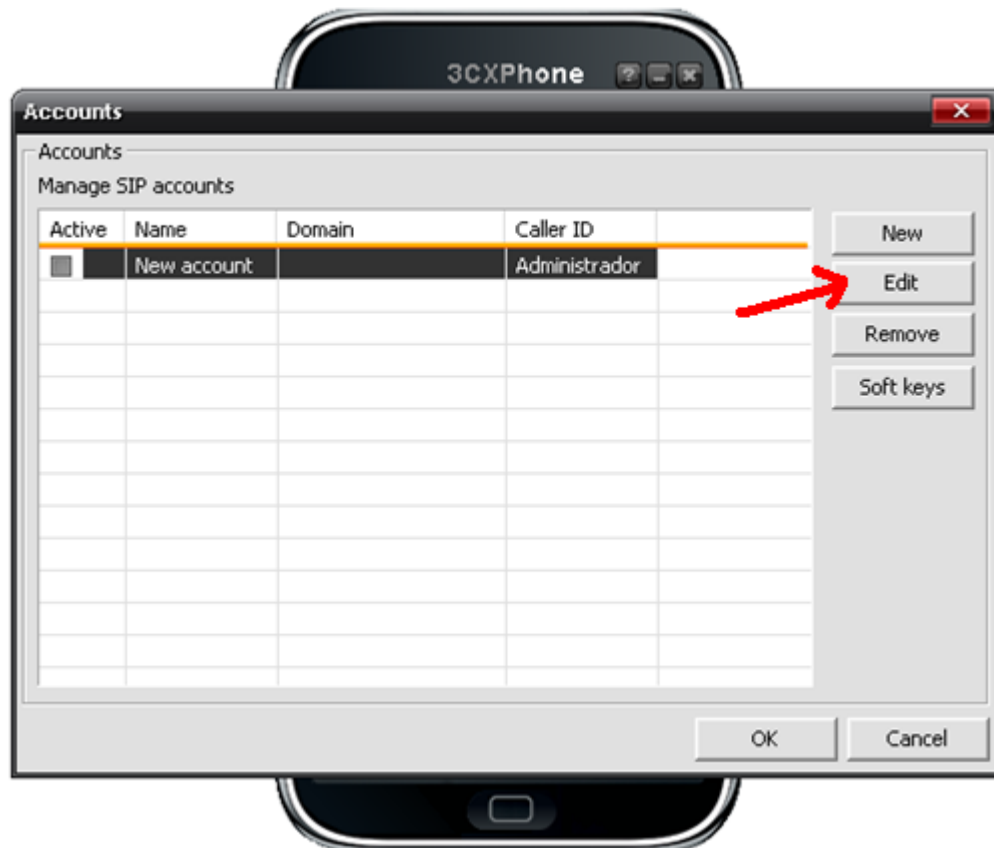 3CXPhone
Accounts
Accounts
Manage SIP accounts
Active Name Domain Caller ID
New account Administrador
New
Edit
Remove
Soft keys
OK Cancel